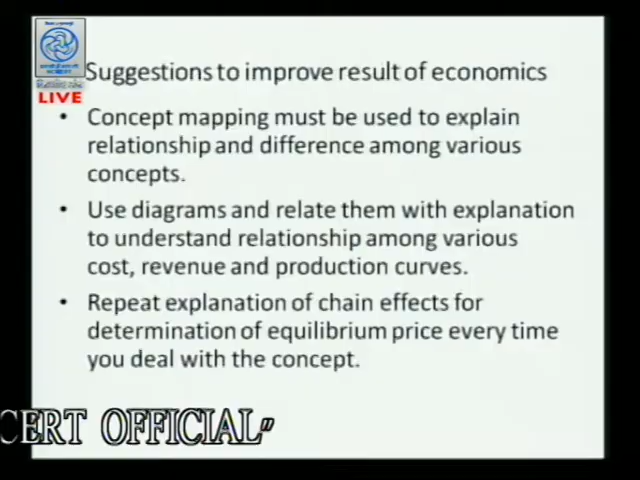 LIVE
Suggestions to improve result of economics
• Concept mapping must be used to explain
relationship and difference among various
concepts.
• Use diagrams and relate them with explanation
to understand relationship among various
cost, revenue and production curves.
• Repeat explanation of chain effects for
determination of equilibrium price every time
you deal with the concept.
CERT OFFICIAL”